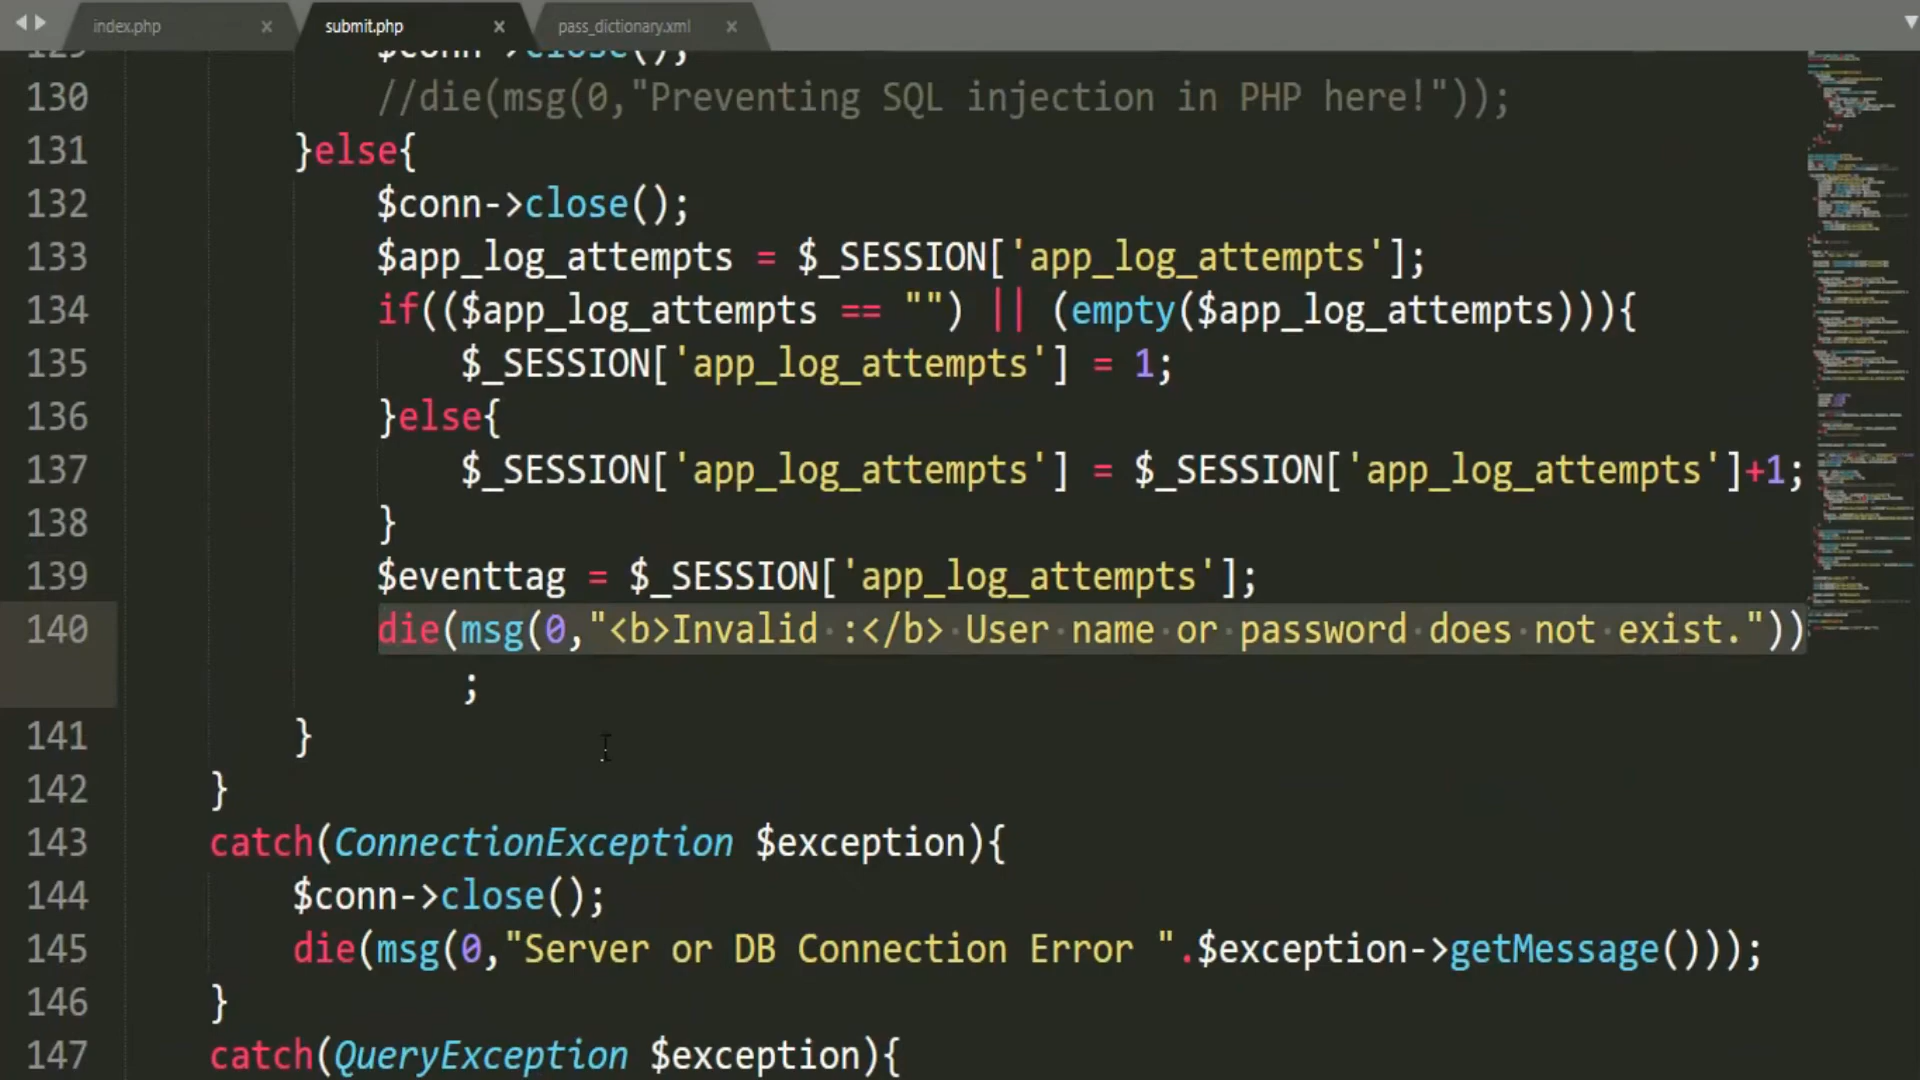 index.php
submit.php
pass_dictionary.xml
129 $conn->close();
130 //die(msg(0,"Preventing SQL injection in PHP here!"));
131 }else{
132 $conn->close();
133 $app_log_attempts = $_SESSION['app_log_attempts'];
134 if(($app_log_attempts == "") || (empty($app_log_attempts))){
135 $_SESSION['app_log_attempts'] = 1;
136 }else{
137 $_SESSION['app_log_attempts'] = $_SESSION['app_log_attempts']+1;
138 }
139 $eventtag = $_SESSION['app_log_attempts'];
140 die(msg(0,"<b>Invalid :</b> User name or password does not exist."))
;
141 }
142 }
143 catch(ConnectionException $exception){
144 $conn->close();
145 die(msg(0,"Server or DB Connection Error ".$exception->getMessage()));
146 }
147 catch(QueryException $exception){